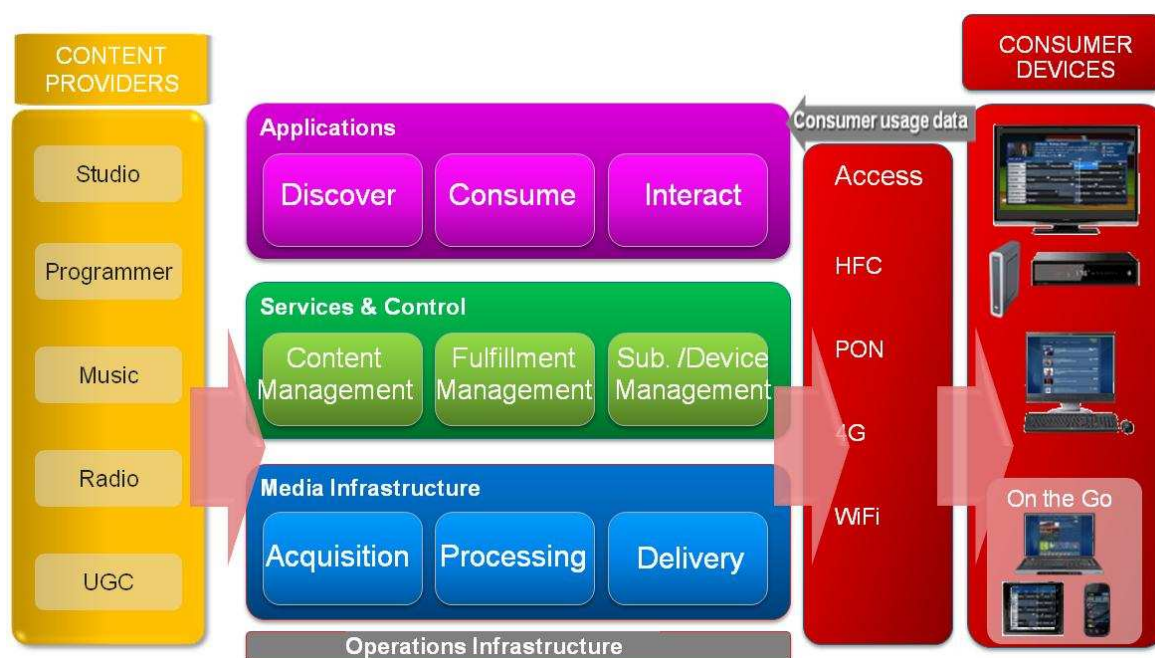 CONTENT
PROVIDERS
Studio
Programmer
Music
Radio
UGC
Applications
Discover
Consume
Interact
Services & Control
Content
Management
Fulfillment
Management
Sub. /Device
Management
Media Infrastructure
Acquisition
Processing
Delivery
Operations Infrastructure
Consumer usage data
Access
HFC
PON
4G
WiFi
CONSUMER
DEVICES
On the Go